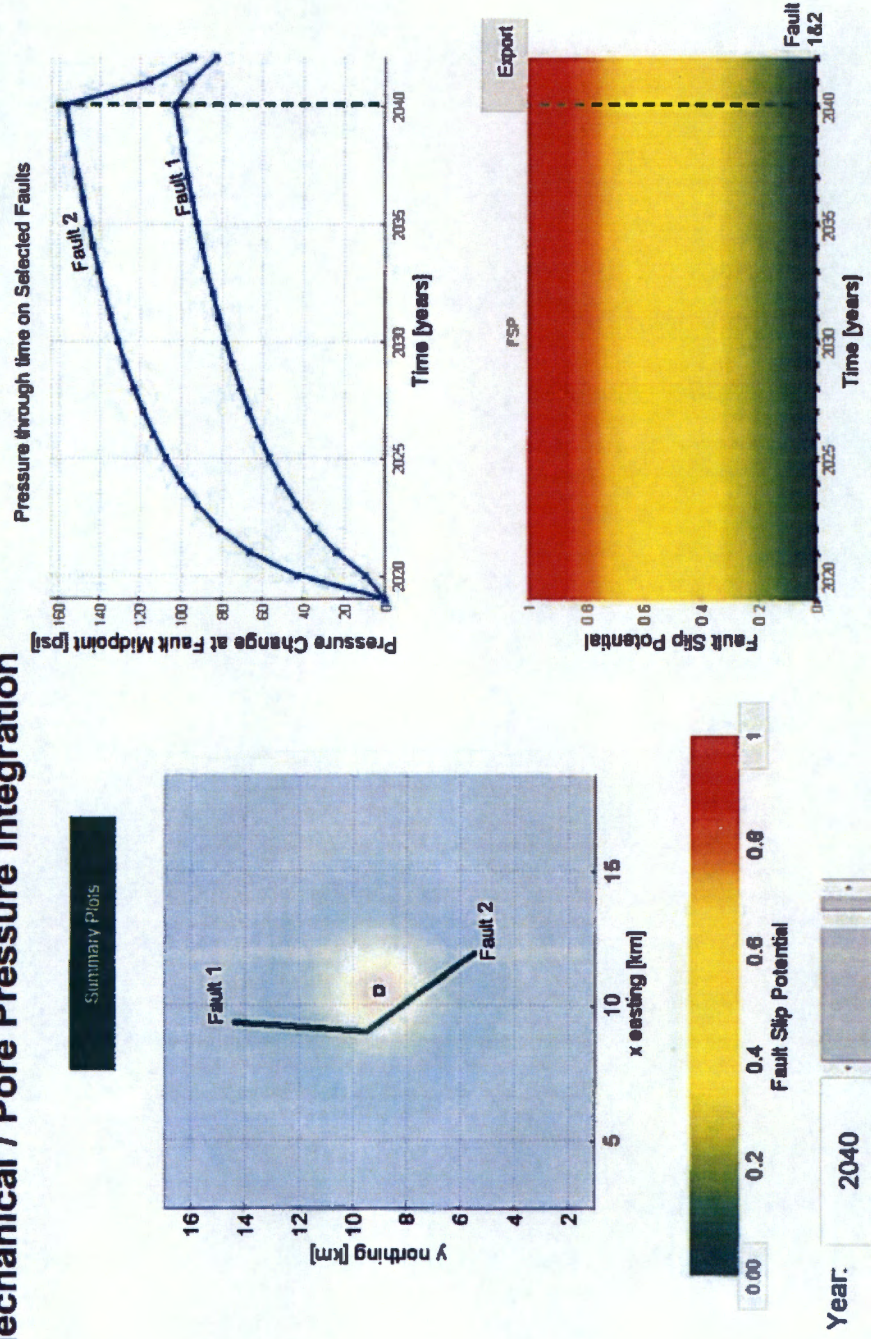 echanical / Pore Pressure Integration
Summary Plots
y northing [km]
16
14
12
10
8
6
4
2
Fault 1
Fault 2
5
10
15
x easting [km]
0.00
0.2
0.4
0.6
0.8
1
Fault Slip Potential
Year:
2040
Pressure through time on Selected Faults
Pressure Change at Fault Midpoint [psi]
160
140
120
100
80
60
40
20
0
Fault 2
Fault 1
2020
2025
2030
2035
2040
Time [years]
Export
FSP
Fault Slip Potential
1
0.8
0.6
0.4
0.2
0
2020
2025
2030
2035
2040
Time [years]
Fault
1&2